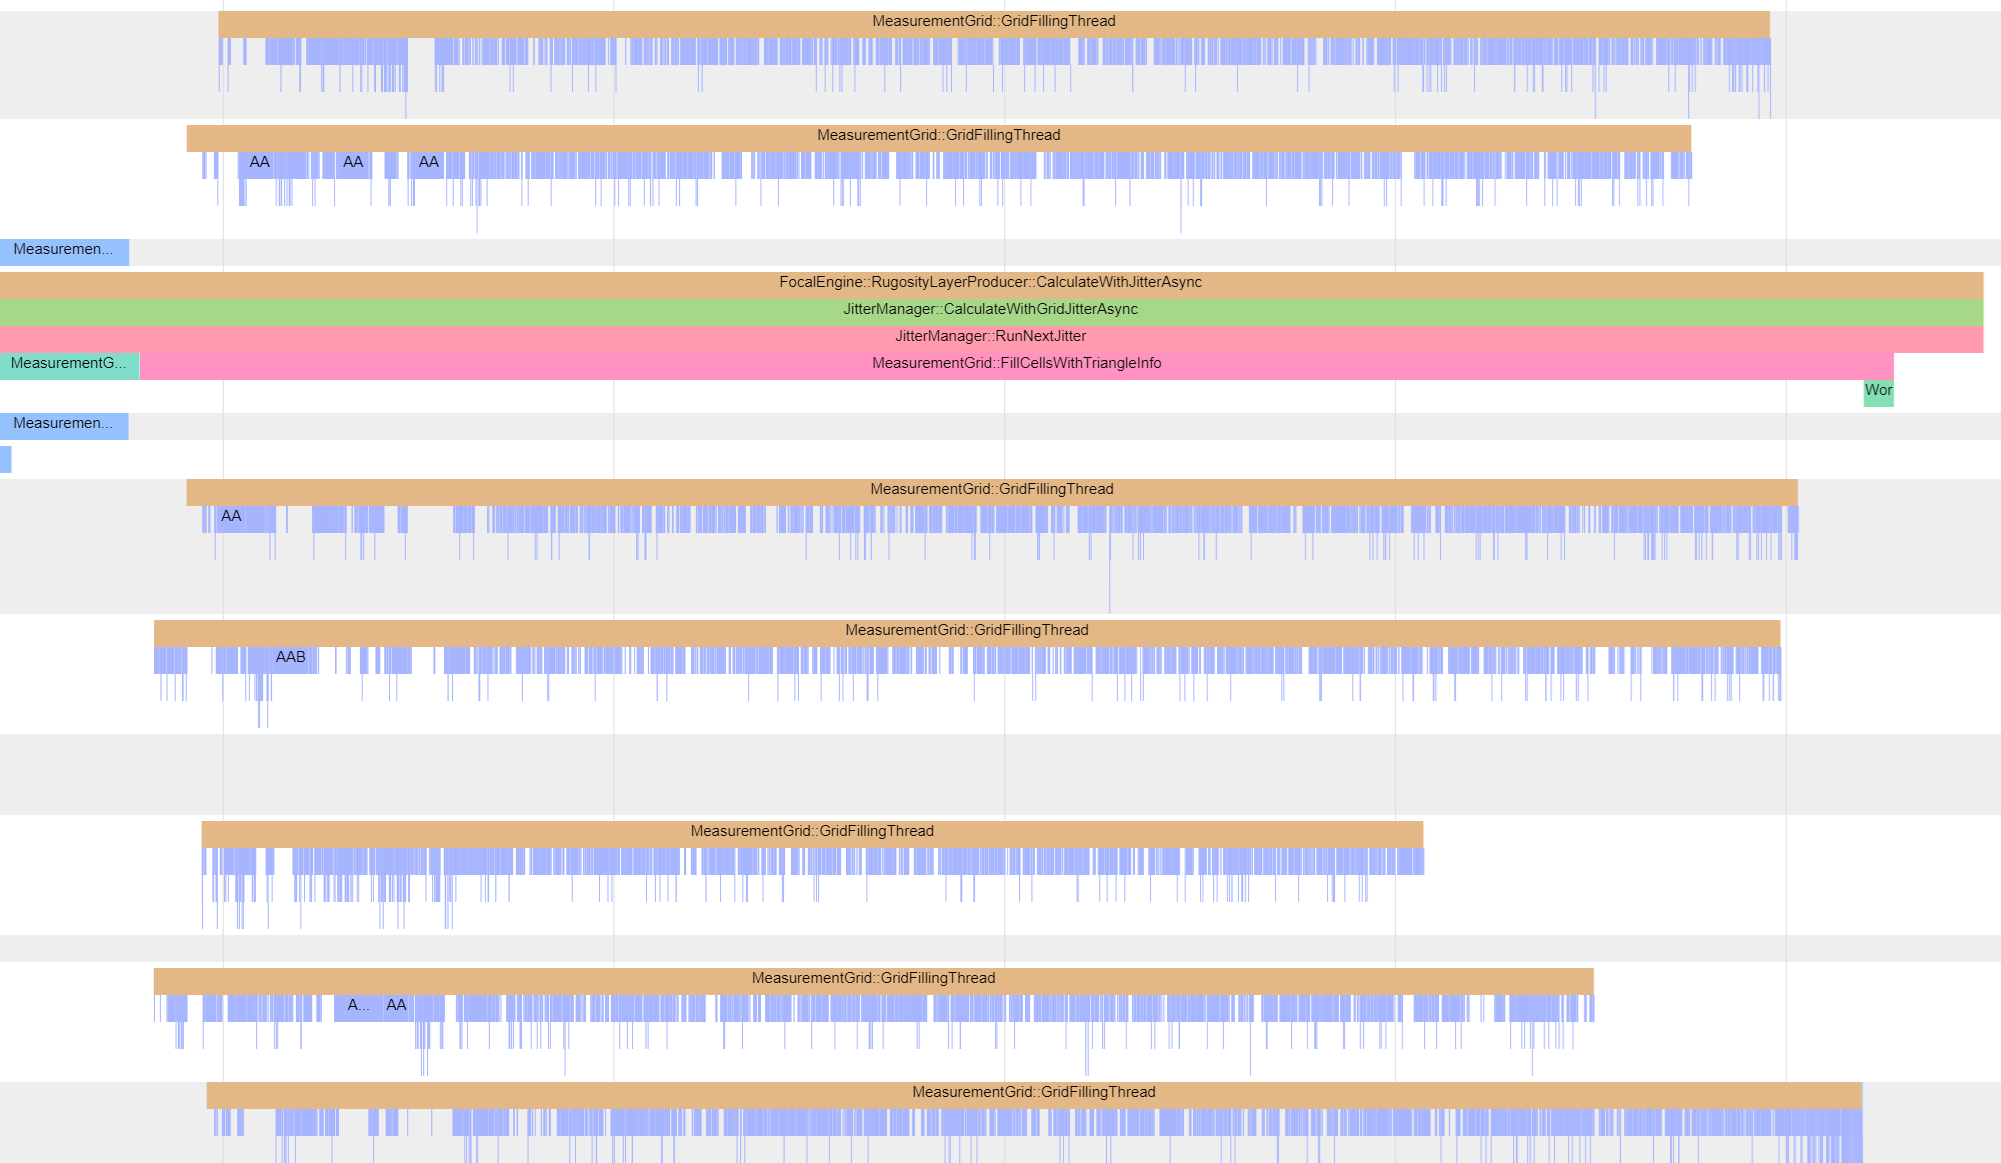 MeasurementGrid::GridFillingThread
MeasurementGrid::GridFillingThread
AA AA AA
Measuremen...
FocalEngine::RugosityLayerProducer::CalculateWithJitterAsync
JitterManager::CalculateWithGridJitterAsync
JitterManager::RunNextJitter
MeasurementG... MeasurementGrid::FillCellsWithTriangleInfo
Wor
Measuremen...
MeasurementGrid::GridFillingThread
AA
MeasurementGrid::GridFillingThread
AAB
MeasurementGrid::GridFillingThread
MeasurementGrid::GridFillingThread
A... AA
MeasurementGrid::GridFillingThread